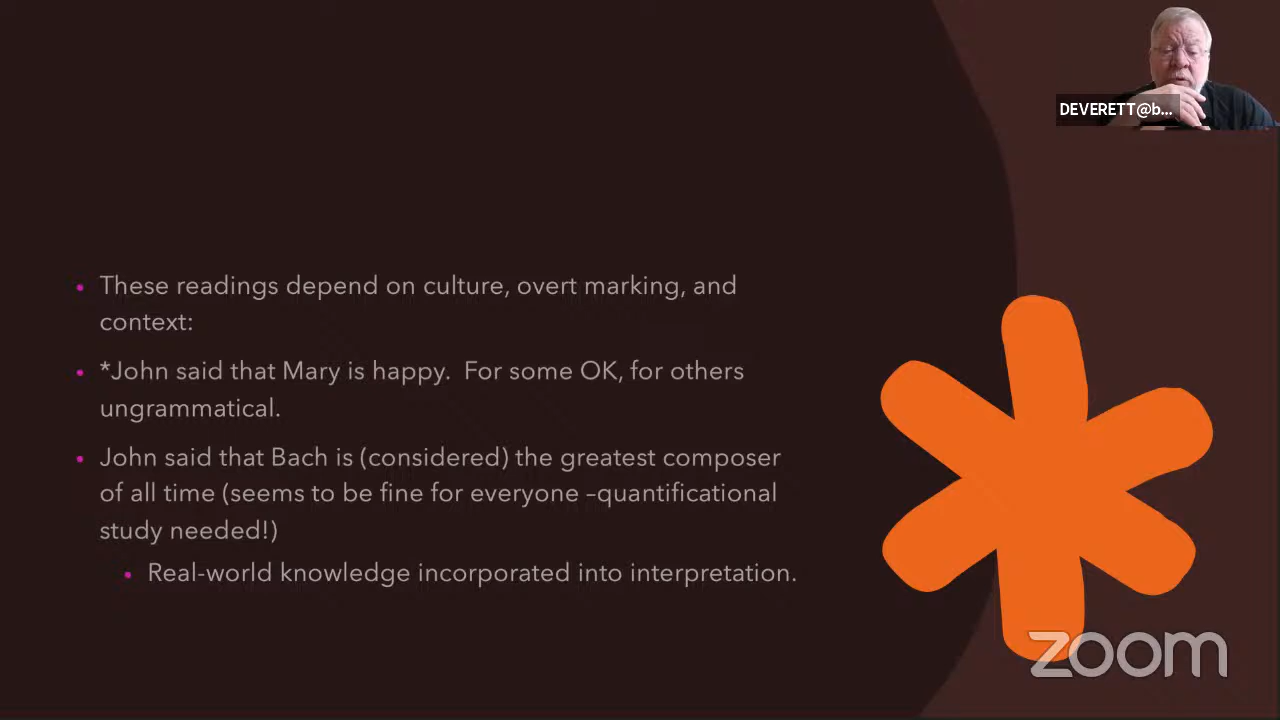 DEVERETT@b...
• These readings depend on culture, overt marking, and
context:
• *John said that Mary is happy.  For some OK, for others
ungrammatical.
• John said that Bach is (considered) the greatest composer
of all time (seems to be fine for everyone –quantificational
study needed!)
• Real-world knowledge incorporated into interpretation.
zoom